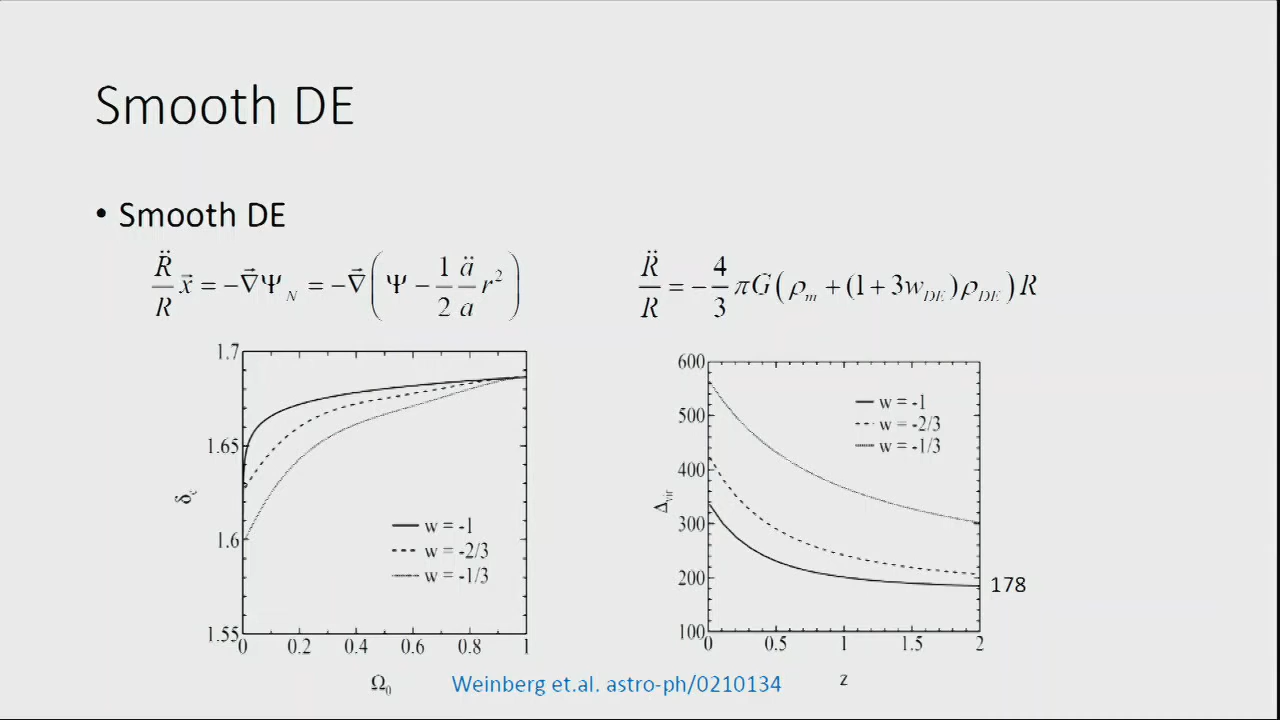 Smooth DE
• Smooth DE
R̈/R x⃗ = −∇⃗Ψ_N = −∇⃗(Ψ − 1/2 ä/a r²)
R̈/R = −4/3 πG(ρ_m + (1+3w_DE)ρ_DE)R
1.7
1.65
1.6
1.55
δ_c
w = -1
w = -2/3
w = -1/3
0 0.2 0.4 0.6 0.8 1
Ω₀
600
500
400
300
200
100
Δ_vir
w = -1
w = -2/3
w = -1/3
178
0 0.5 1 1.5 2
z
Weinberg et.al. astro-ph/0210134